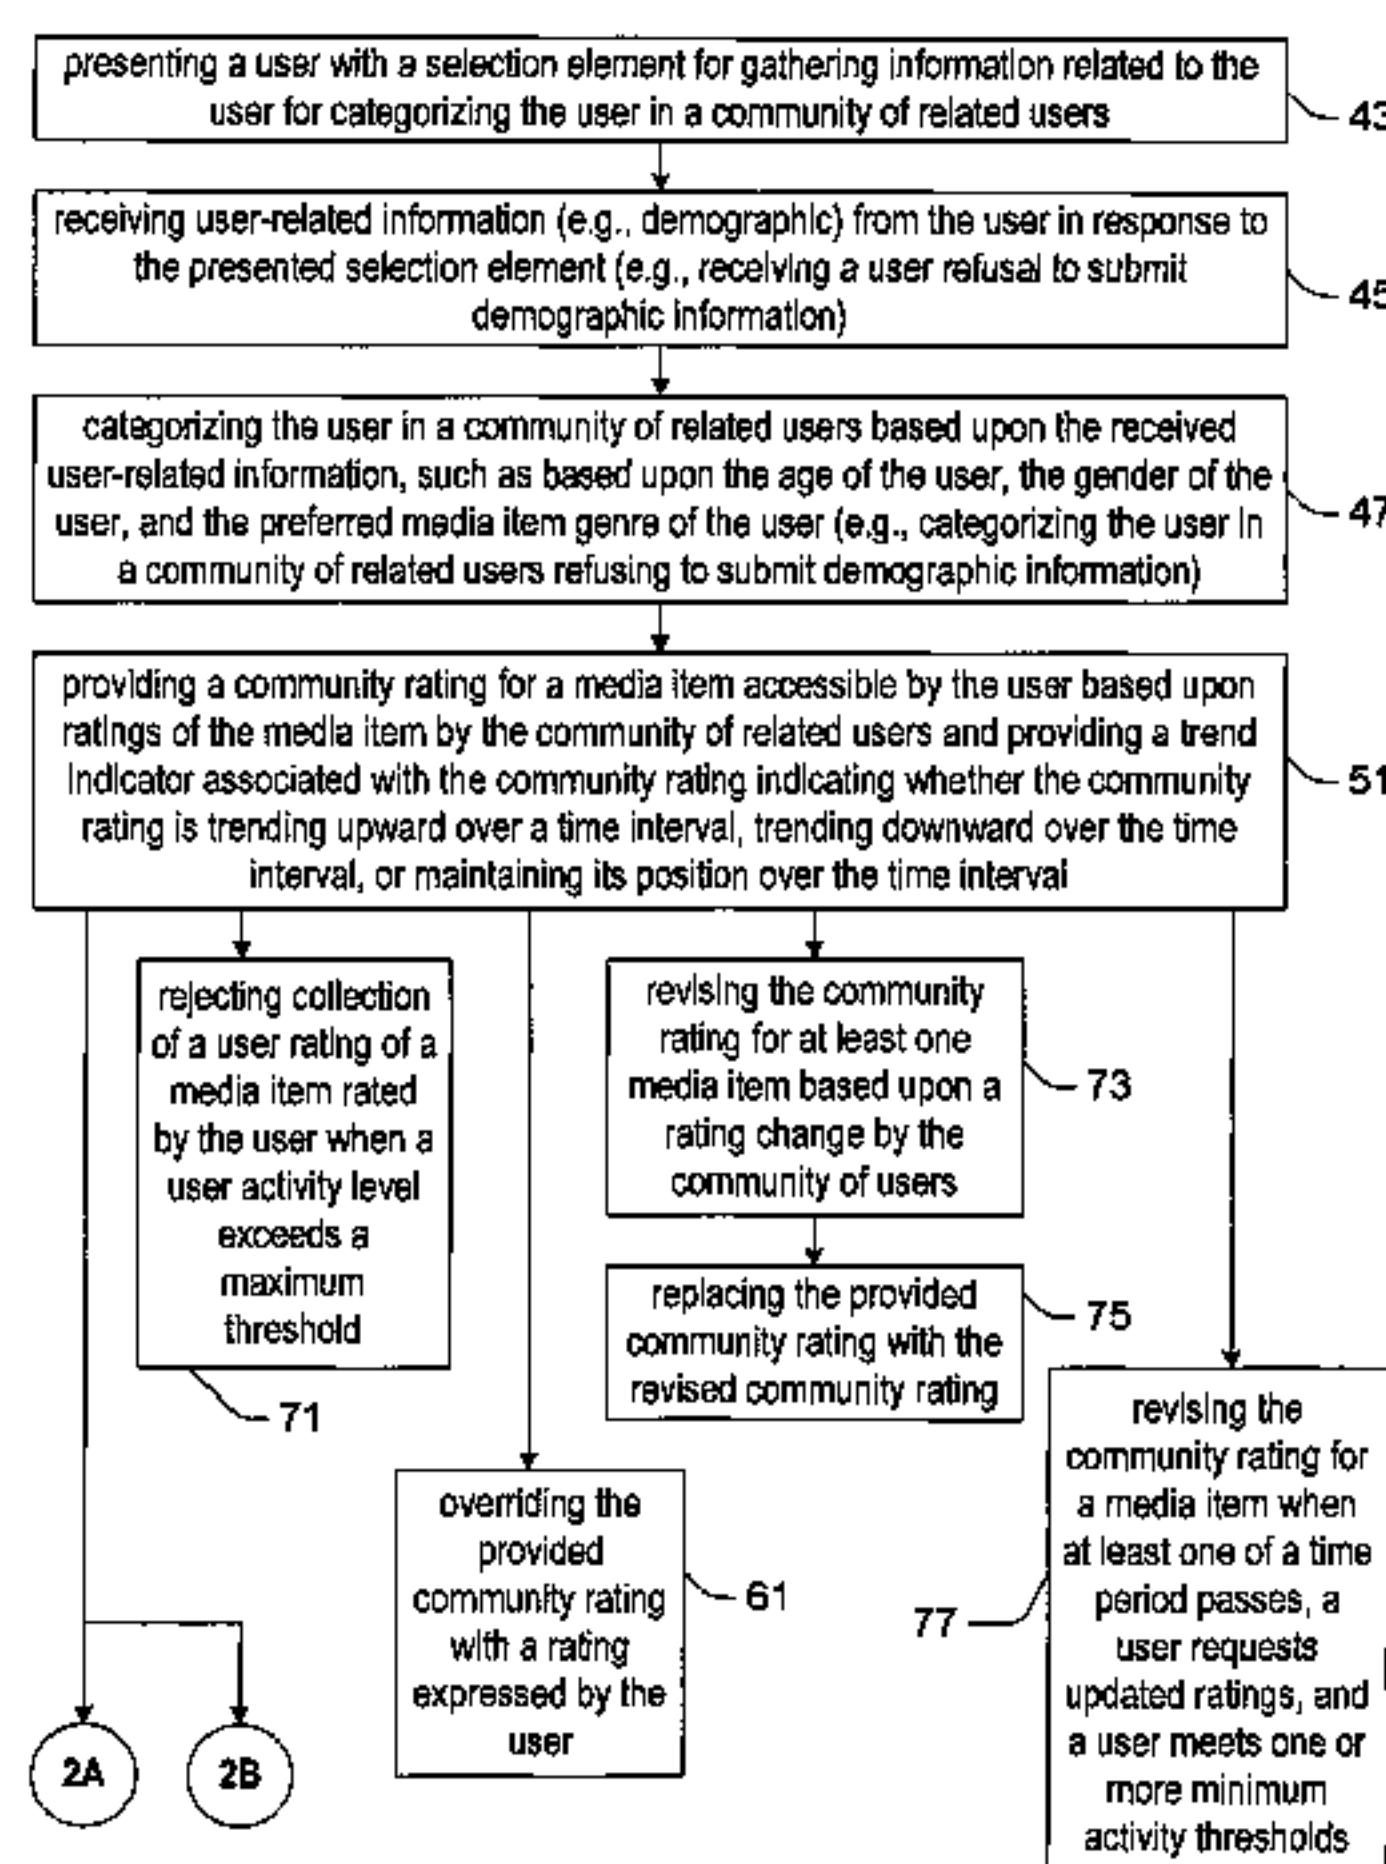 presenting a user with a selection element for gathering information related to the
user for categorizing the user in a community of related users
43
receiving user-related information (e.g., demographic) from the user in response to
the presented selection element (e.g., receiving a user refusal to submit
demographic information)
45
categorizing the user in a community of related users based upon the received
user-related information, such as based upon the age of the user, the gender of the
user, and the preferred media item genre of the user (e.g., categorizing the user in
a community of related users refusing to submit demographic information)
47
providing a community rating for a media item accessible by the user based upon
ratings of the media item by the community of related users and providing a trend
indicator associated with the community rating indicating whether the community
rating is trending upward over a time interval, trending downward over the time
interval, or maintaining its position over the time interval
51
rejecting collection
of a user rating of a
media item rated
by the user when a
user activity level
exceeds a
maximum
threshold
71
revising the community
rating for at least one
media item based upon a
rating change by the
community of users
73
replacing the provided
community rating with the
revised community rating
75
overriding the
provided
community rating
with a rating
expressed by the
user
61
revising the
community rating for
a media item when
at least one of a time
period passes, a
user requests
updated ratings, and
a user meets one or
more minimum
activity thresholds
77
2A
2B